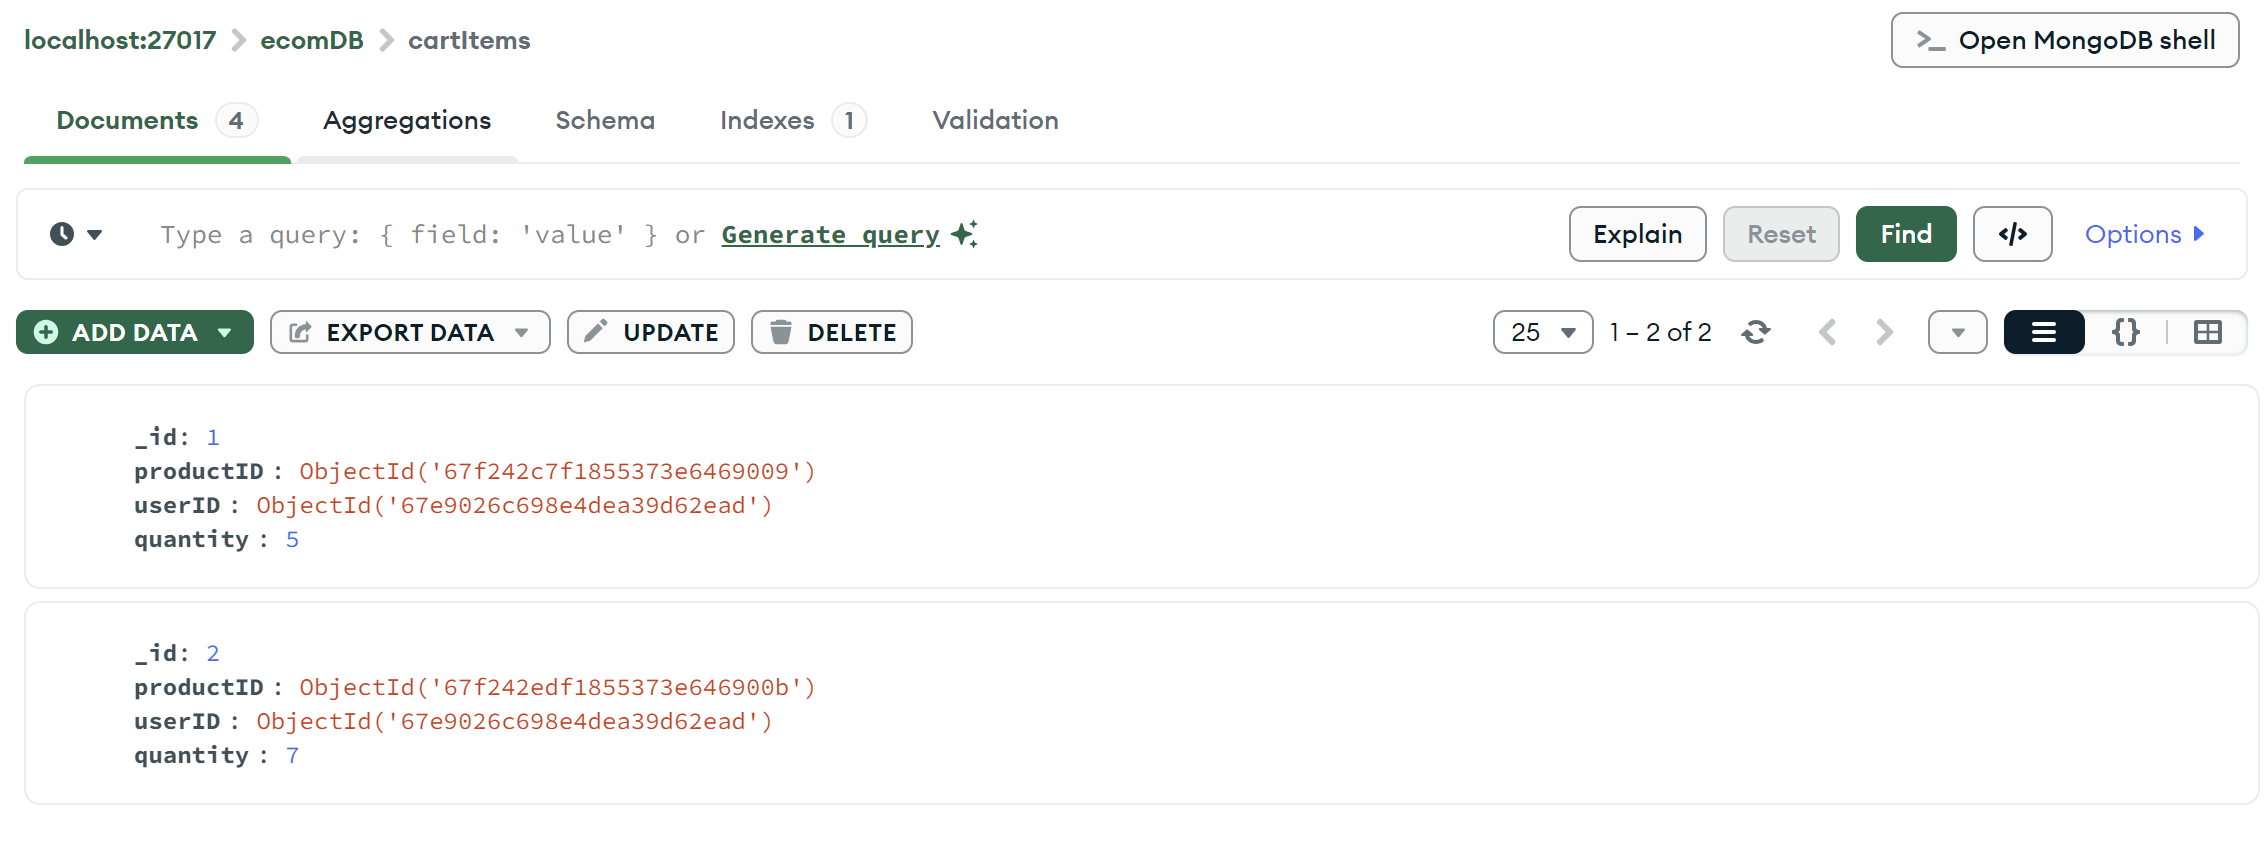 localhost:27017 > ecomDB > cartItems
>_ Open MongoDB shell
Documents 4 Aggregations Schema Indexes 1 Validation
Type a query: { field: 'value' } or Generate query
Explain Reset Find </> Options
ADD DATA EXPORT DATA UPDATE DELETE 25 1 – 2 of 2 {}
_id: 1
productID : ObjectId('67f242c7f1855373e6469009')
userID : ObjectId('67e9026c698e4dea39d62ead')
quantity : 5
_id: 2
productID : ObjectId('67f242edf1855373e646900b')
userID : ObjectId('67e9026c698e4dea39d62ead')
quantity : 7